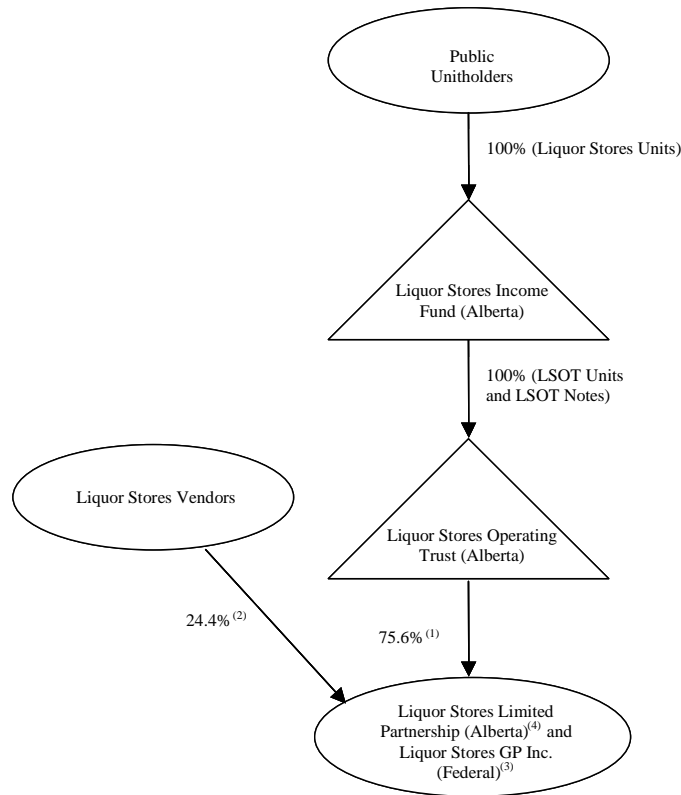 Public
Unitholders
100% (Liquor Stores Units)
Liquor Stores Income
Fund (Alberta)
100% (LSOT Units
and LSOT Notes)
Liquor Stores Vendors
Liquor Stores Operating
Trust (Alberta)
24.4% (2)
75.6% (1)
Liquor Stores Limited
Partnership (Alberta)(4) and
Liquor Stores GP Inc.
(Federal)(3)